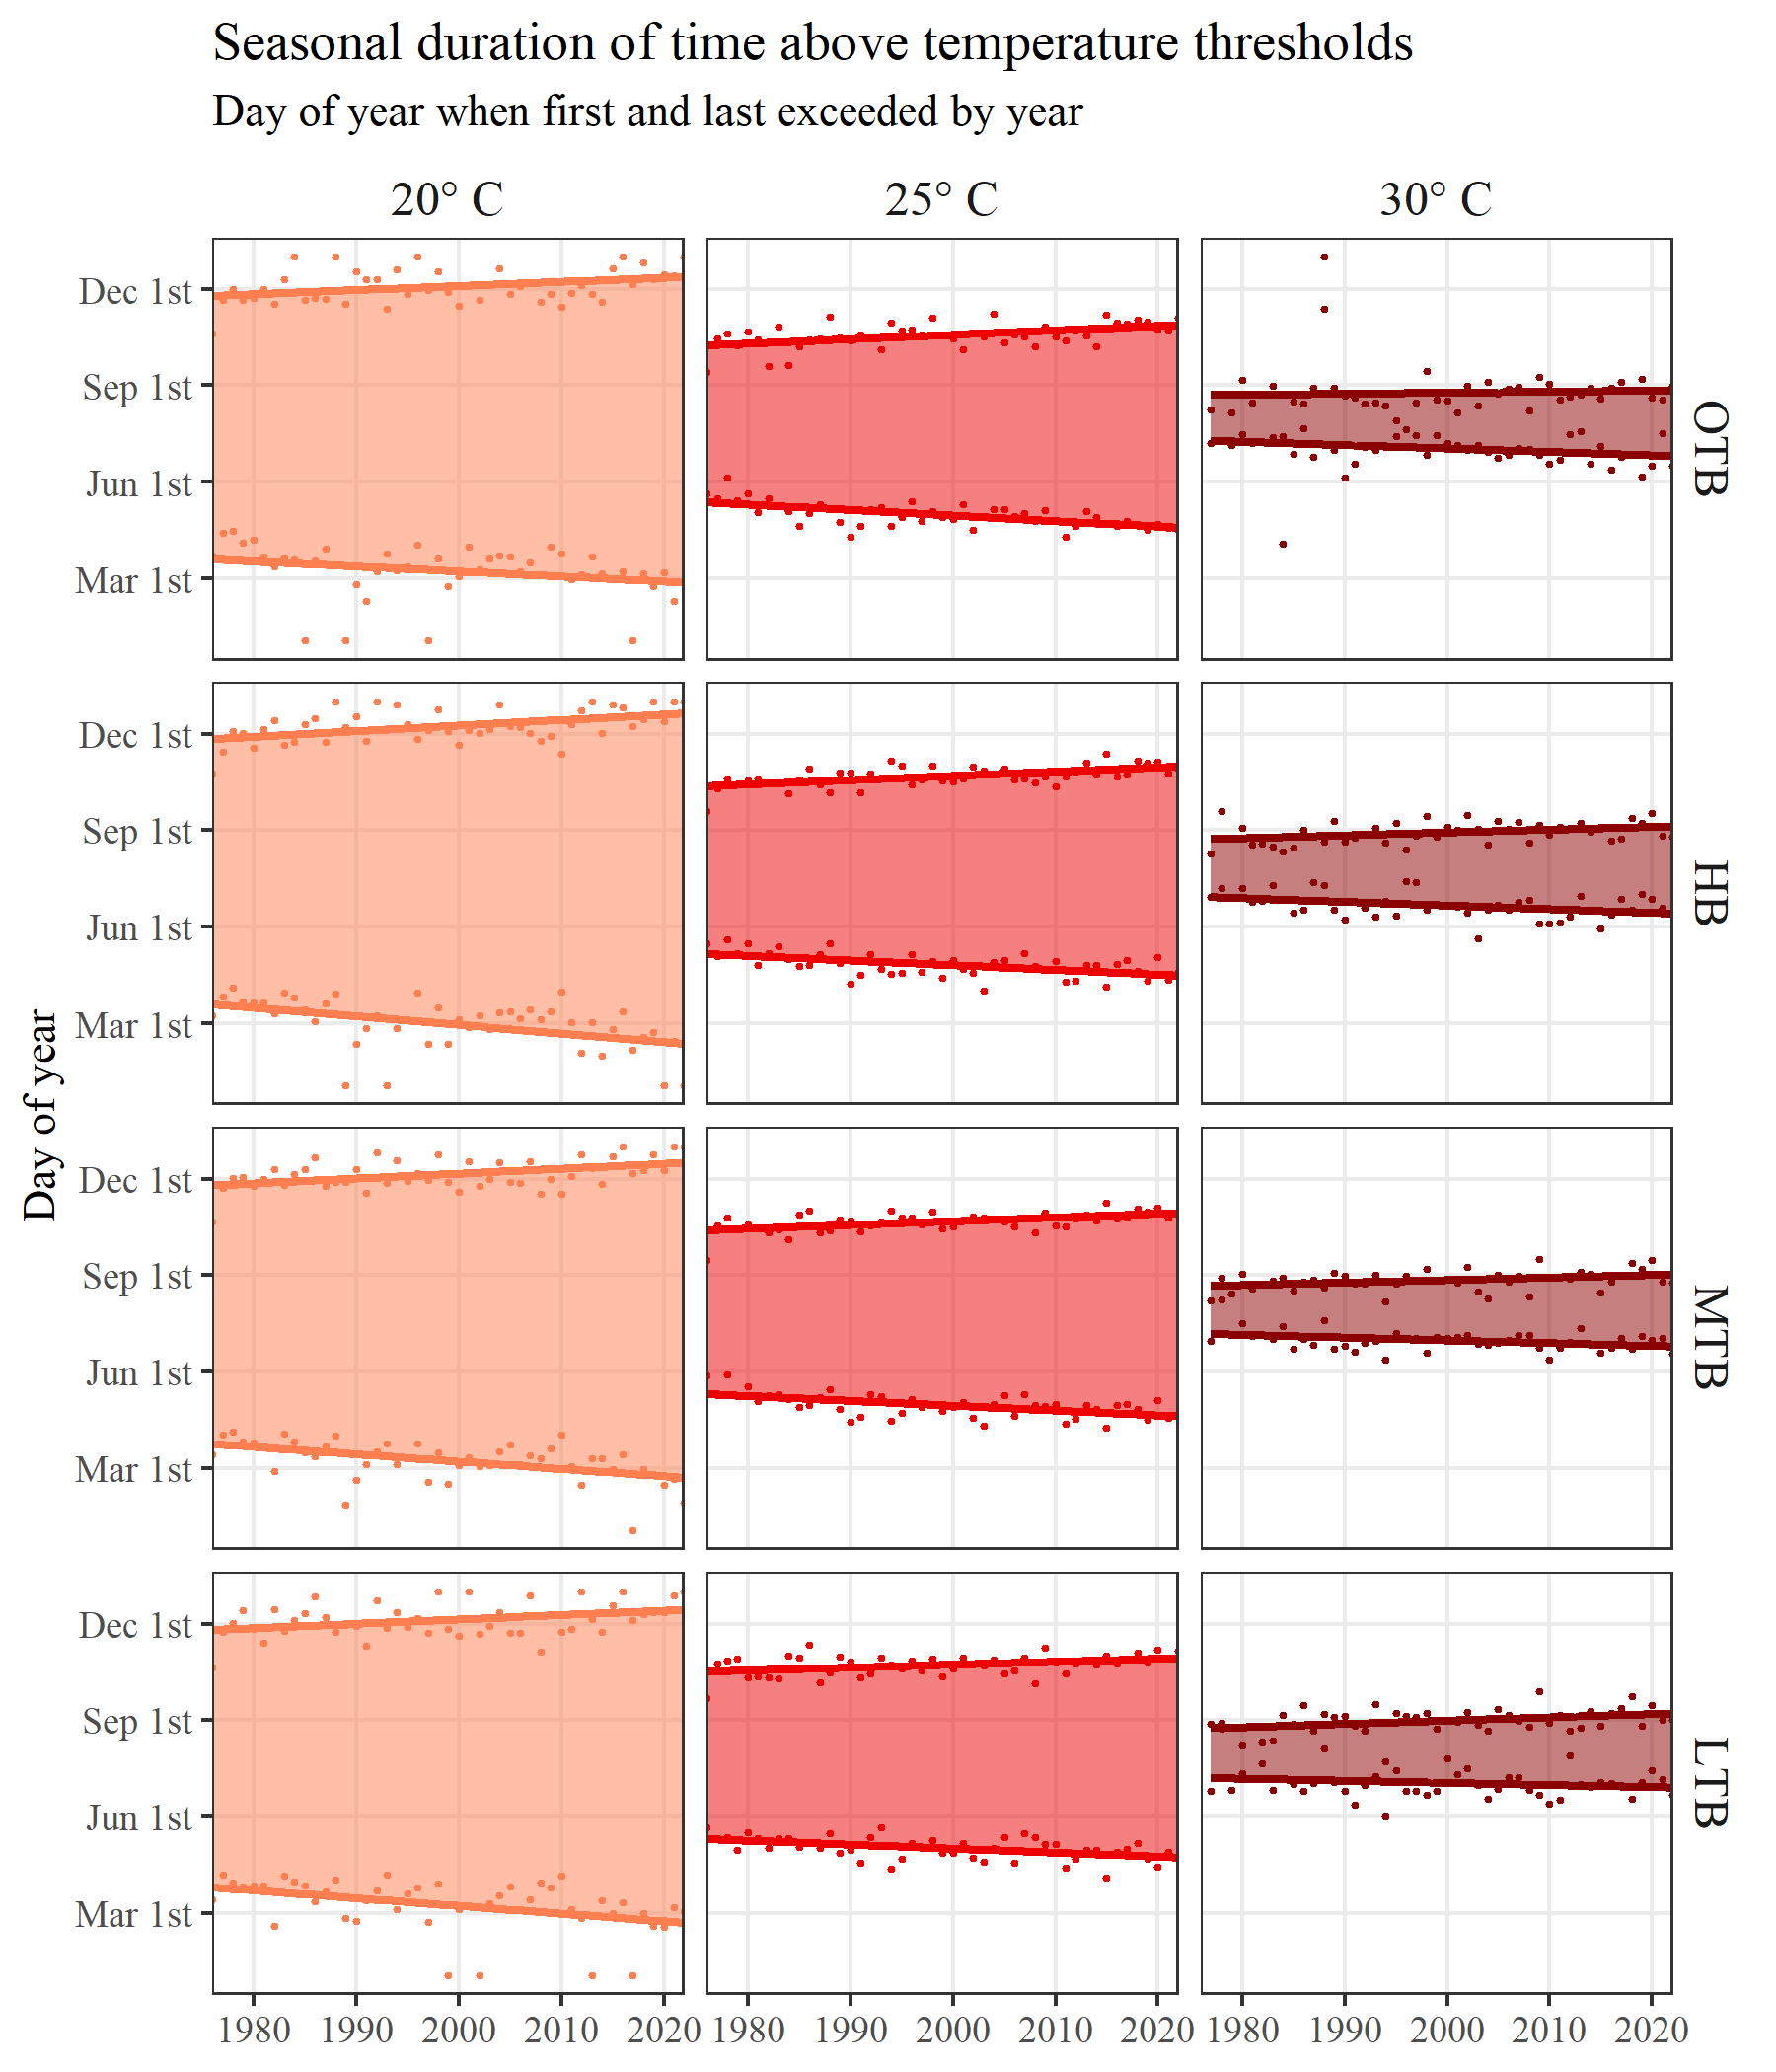 Seasonal duration of time above temperature thresholds
Day of year when first and last exceeded by year
20° C 25° C 30° C
Dec 1st
Sep 1st
Jun 1st
Mar 1st
OTB
Dec 1st
Sep 1st
Jun 1st
Mar 1st
HB
Day of year
Dec 1st
Sep 1st
Jun 1st
Mar 1st
MTB
Dec 1st
Sep 1st
Jun 1st
Mar 1st
LTB
1980 1990 2000 2010 2020 1980 1990 2000 2010 2020 1980 1990 2000 2010 2020